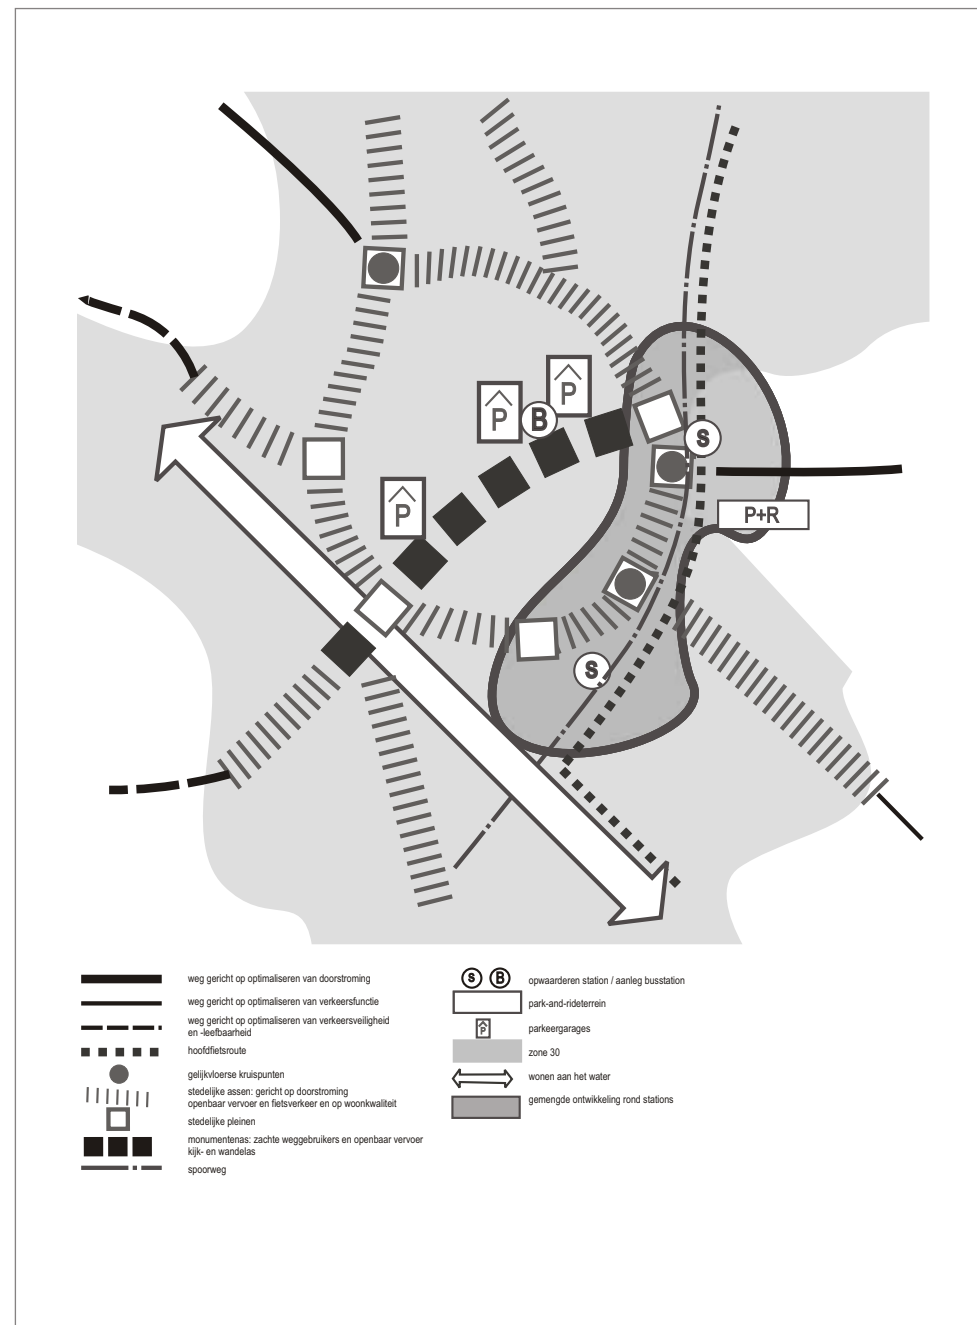 P
P
B
S
P
P+R
S
weg gericht op optimaliseren van doorstroming
weg gericht op optimaliseren van verkeersfunctie
weg gericht op optimaliseren van verkeersveiligheid
en -leefbaarheid
hoofdfietsroute
gelijkvloerse kruispunten
stedelijke assen: gericht op doorstroming
openbaar vervoer en fietsverkeer en op woonkwaliteit
stedelijke pleinen
monumentenas: zachte weggebruikers en openbaar vervoer
kijk- en wandelas
spoorweg
S B opwaarderen station / aanleg busstation
park-and-rideterrein
P parkeergarages
zone 30
wonen aan het water
gemengde ontwikkeling rond stations